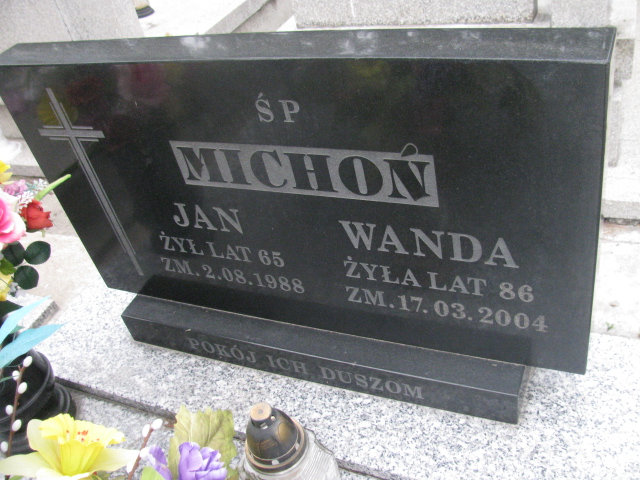 ŚP
MICHOŃ
JAN
ŻYŁ LAT 65
ZM. 2.08.1988
WANDA
ŻYŁA LAT 86
ZM. 17.03.2004
POKÓJ ICH DUSZOM